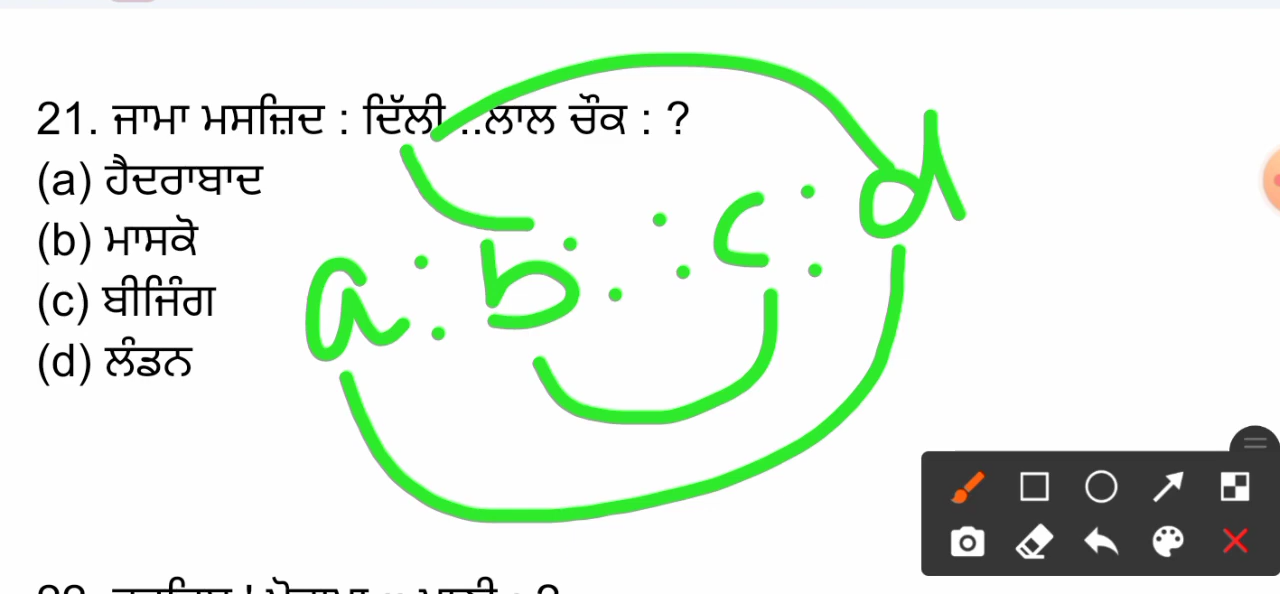 21. ਜਾਮਾ ਮਸਜ਼ਿਦ : ਦਿੱਲੀ ..ਲਾਲ ਚੌਕ : ?
(a) ਹੈਦਰਾਬਾਦ
(b) ਮਾਸਕੋ
(c) ਬੀਜਿੰਗ
(d) ਲੰਡਨ
a : b : : c : d